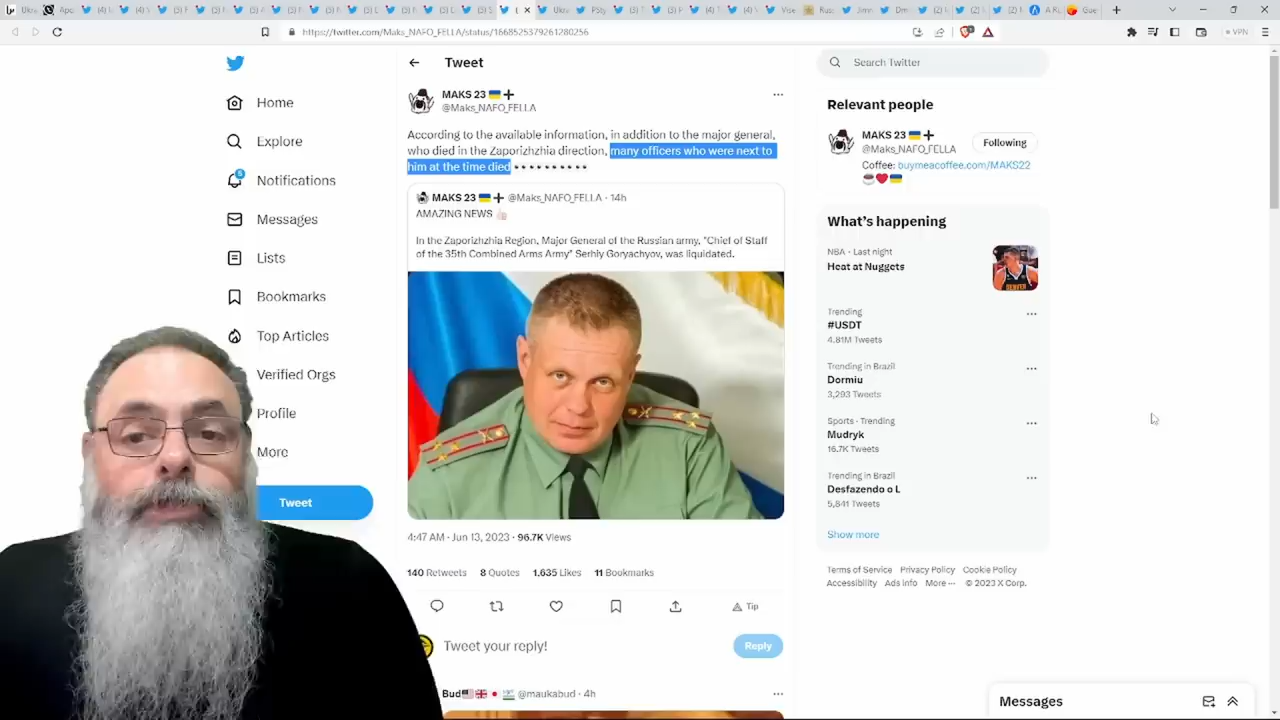 https://twitter.com/Maks_NAFO_FELLA/status/1668525379261280256
VPN
Home
Explore
5
Notifications
Messages
Lists
Bookmarks
Top Articles
Verified Orgs
Profile
More
Tweet
Tweet
MAKS 23
@Maks_NAFO_FELLA
According to the available information, in addition to the major general,
who died in the Zaporizhzhia direction, many officers who were next to
him at the time died
MAKS 23 @Maks_NAFO_FELLA · 14h
AMAZING NEWS
In the Zaporizhzhia Region, Major General of the Russian army, "Chief of Staff
of the 35th Combined Arms Army" Serhiy Goryachyov, was liquidated.
4:47 AM · Jun 13, 2023 · 96.7K Views
140 Retweets 8 Quotes 1,635 Likes 11 Bookmarks
Tip
Tweet your reply!
Reply
Bud @maukabud · 4h
Search Twitter
Relevant people
MAKS 23
@Maks_NAFO_FELLA
Following
Coffee: buymeacoffee.com/MAKS22
What's happening
NBA · Last night
Heat at Nuggets
Trending
#USDT
4.81M Tweets
Trending in Brazil
Dormiu
3,293 Tweets
Sports · Trending
Mudryk
16.7K Tweets
Trending in Brazil
Desfazendo o L
5,841 Tweets
Show more
Terms of Service Privacy Policy Cookie Policy
Accessibility Ads info More ··· © 2023 X Corp.
Messages